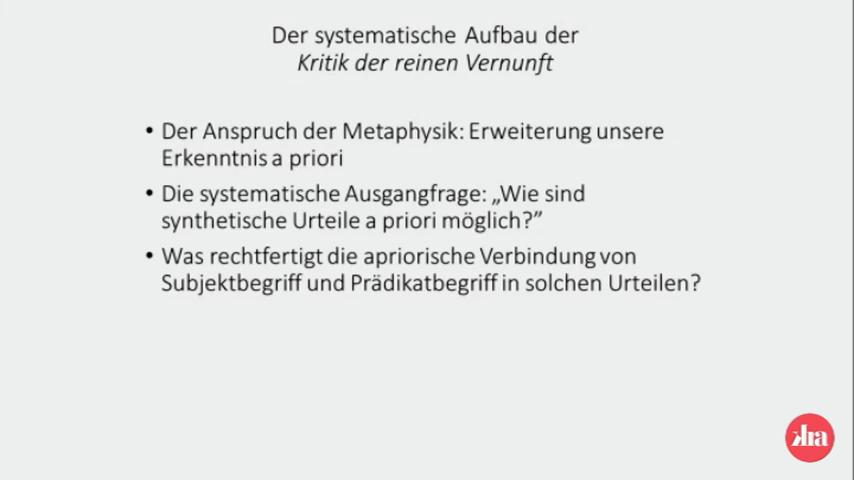 Der systematische Aufbau der
Kritik der reinen Vernunft
• Der Anspruch der Metaphysik: Erweiterung unsere
Erkenntnis a priori
• Die systematische Ausgangfrage: „Wie sind
synthetische Urteile a priori möglich?”
• Was rechtfertigt die apriorische Verbindung von
Subjektbegriff und Prädikatbegriff in solchen Urteilen?